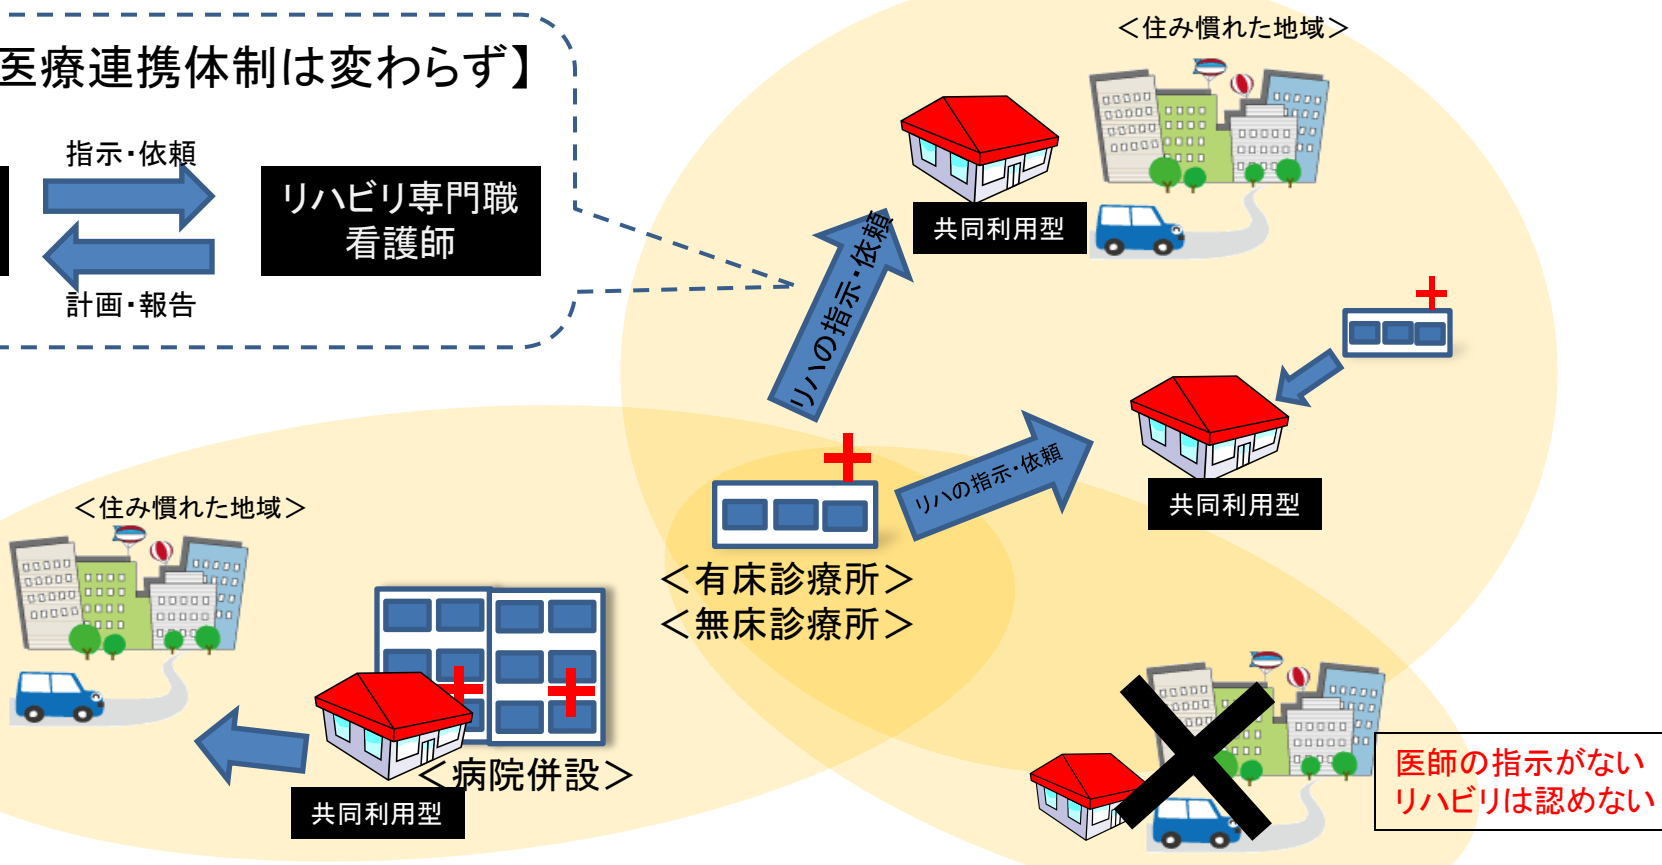 医療連携体制は変わらず】
指示・依頼
リハビリ専門職
看護師
計画・報告
＜住み慣れた地域＞
共同利用型
リハの指示・依頼
リハの指示・依頼
共同利用型
＜有床診療所＞
＜無床診療所＞
＜住み慣れた地域＞
＜病院併設＞
共同利用型
医師の指示がない
リハビリは認めない